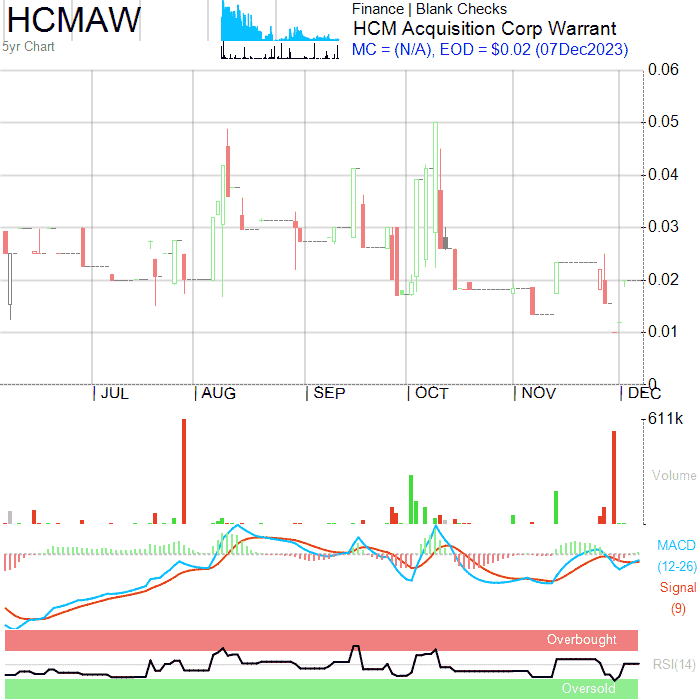 HCMAW
5yr Chart
Finance | Blank Checks
HCM Acquisition Corp Warrant
MC = (N/A), EOD = $0.02 (07Dec2023)
0.06
0.05
0.04
0.03
0.02
0.01
0
JUL AUG SEP OCT NOV DEC
611k
Volume
MACD
(12-26)
Signal
(9)
Overbought
RSI(14)
Oversold